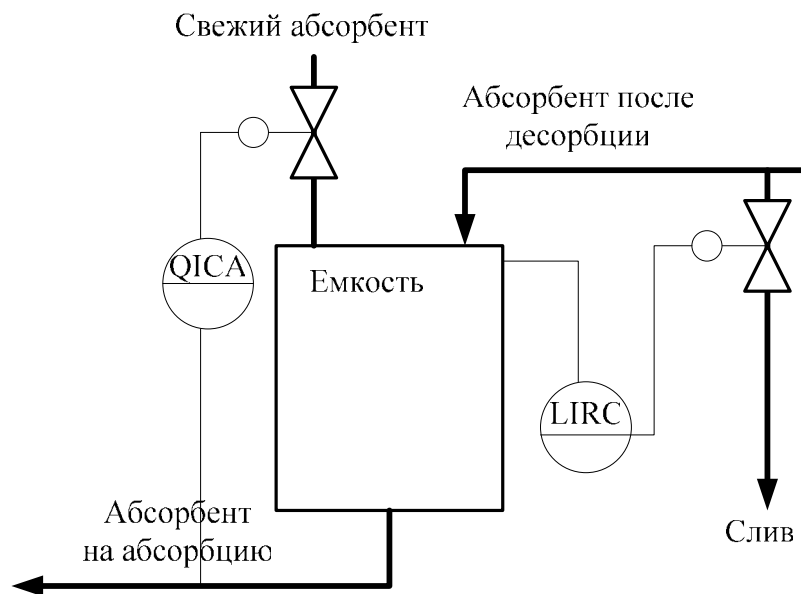 Свежий абсорбент
Абсорбент после
десорбции
QICA
Емкость
LIRC
Абсорбент
на абсорбцию
Слив